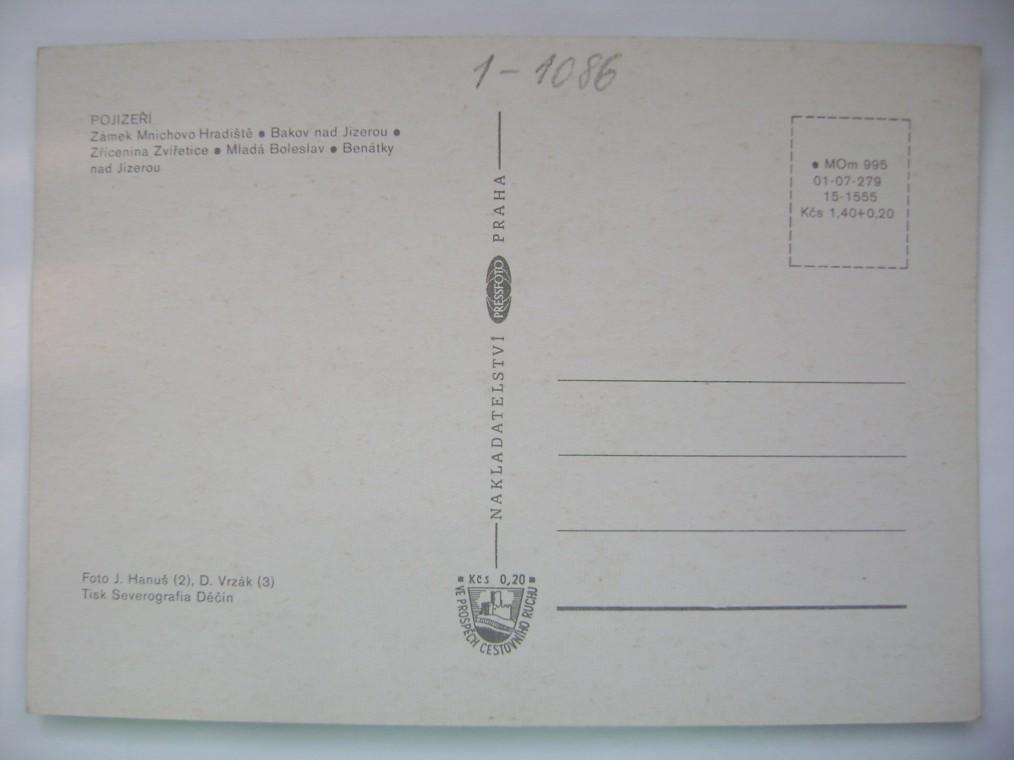 1-1086
POJIZEŘÍ
Zámek Mnichovo Hradiště • Bakov nad Jizerou •
Zřícenina Zvířetice • Mladá Boleslav • Benátky
nad Jizerou
• MOm 995
01-07-279
15-1555
Kčs 1,40+0,20
NAKLADATELSTVÍ PRESSFOTO PRAHA
Foto J. Hanuš (2), D. Vrzák (3)
Tisk Severografia Děčín
▪ Kčs 0,20 ▪
VE PROSPĚCH CESTOVNÍHO RUCHU